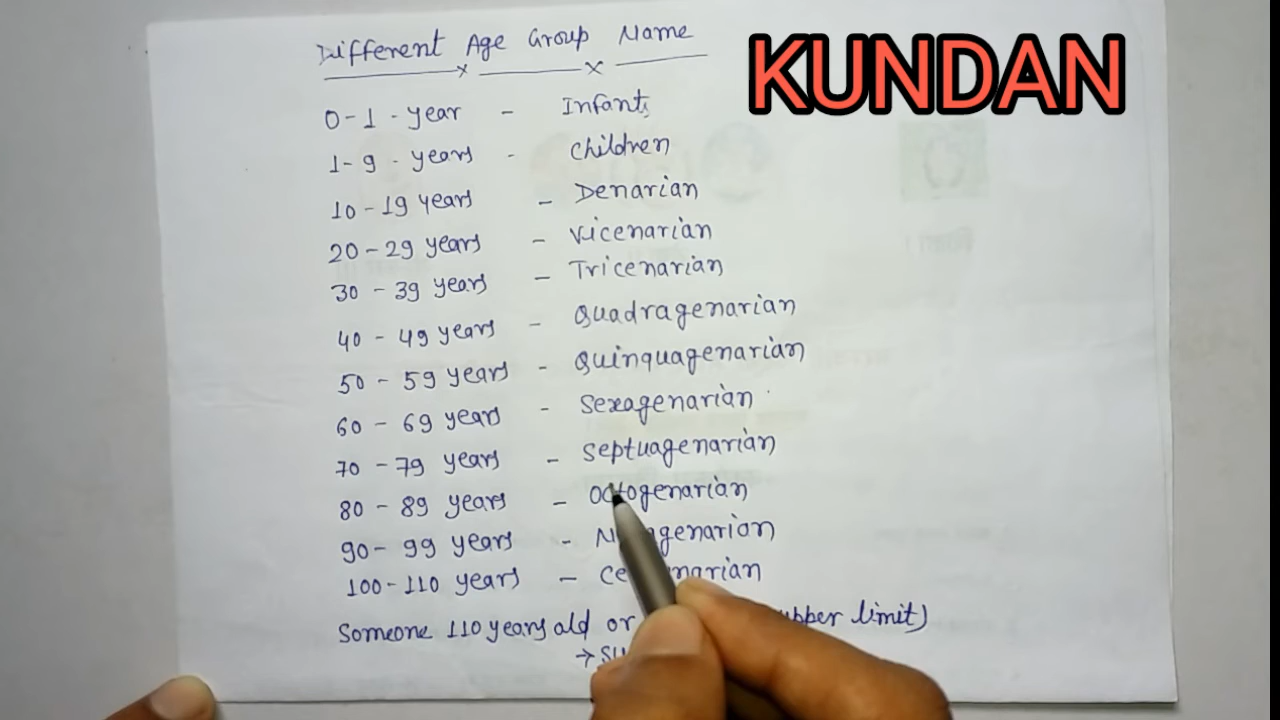 Different Age Group Name
KUNDAN
0-1-year - Infants
1-9-years - Children
10-19 years - Denarian
20-29 years - Vicenarian
30-39 years - Tricenarian
40-49 years - Quadragenarian
50-59 years - Quinquagenarian
60-69 years - Sexagenarian
70-79 years - Septuagenarian
80-89 years - Octogenarian
90-99 years -
100-110 years -
Someone 110 years old or upper limit)